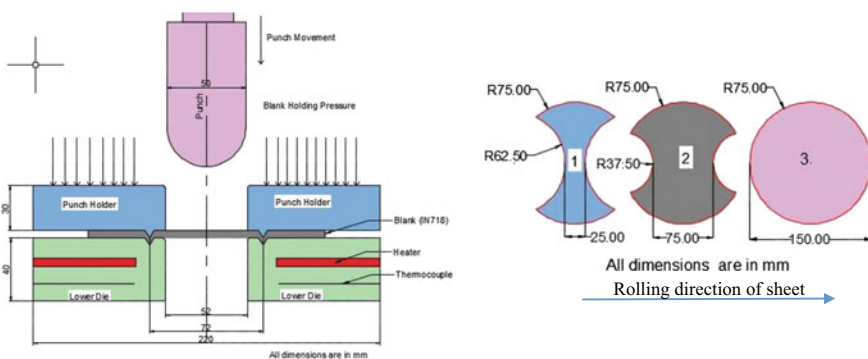 Punch Movement
50
Punch
Blank Holding Pressure
30
Punch Holder
Punch Holder
Blank (IN718)
40
Heater
Thermocouple
Lower Die
Lower Die
52
72
220
All dimensions are in mm
R75.00
R75.00
R75.00
R62.50
1
R37.50
2
3.
25.00
75.00
150.00
All dimensions are in mm
Rolling direction of sheet